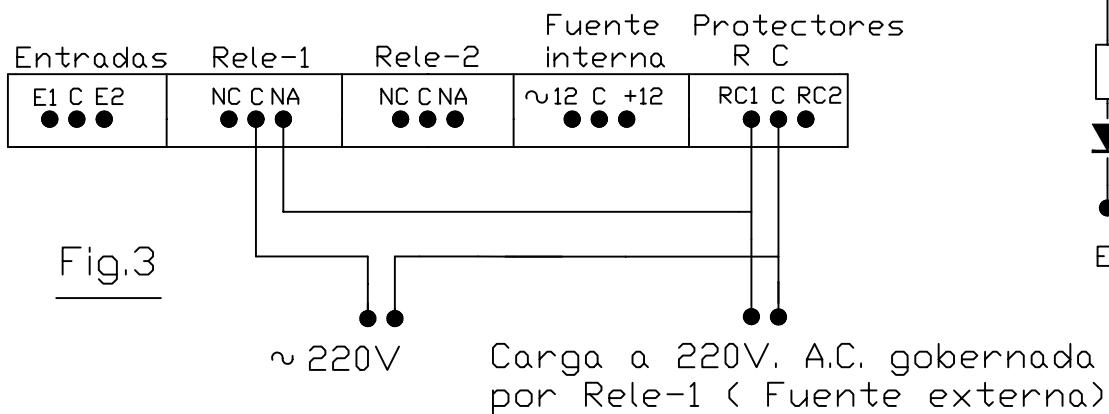 Fuente Protectores
Entradas Rele-1 Rele-2 interna R C
E1 C E2 NC C NA NC C NA ~12 C +12 RC1 C RC2
Fig.3
E
~ 220V Carga a 220V. A.C. gobernada
por Rele-1 ( Fuente externa)